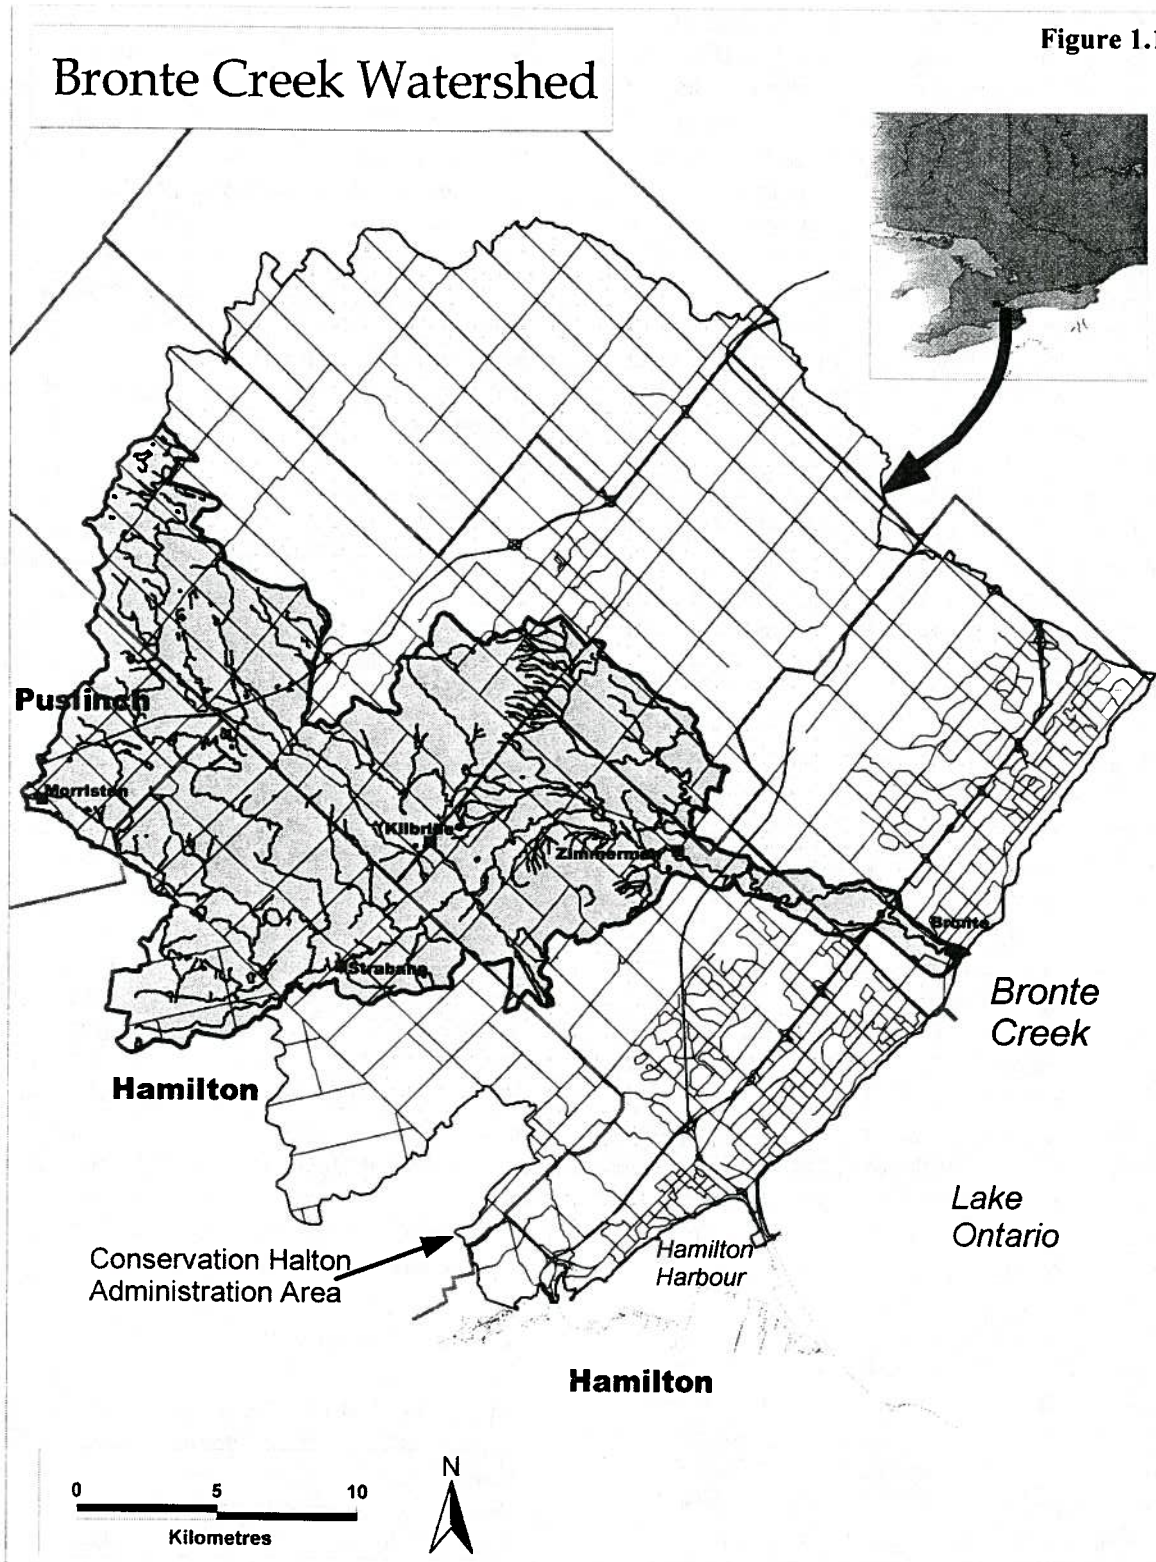 Figure 1.1
Bronte Creek Watershed
Puslinch
Morriston
Kilbride
Zimmerman
Bronte
Strabane
Bronte
Creek
Hamilton
Lake
Ontario
Conservation Halton
Administration Area
Hamilton
Harbour
Hamilton
N
0 5 10
Kilometres